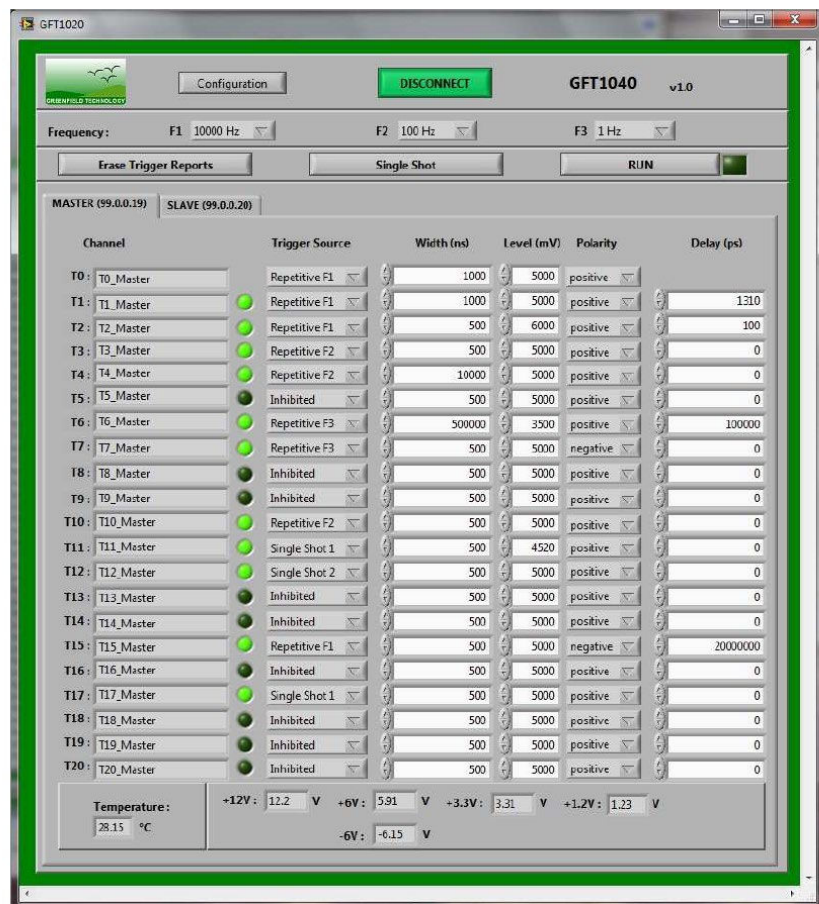 GFT1020
GREENFIELD TECHNOLOGY
Configuration DISCONNECT GFT1040 v1.0
Frequency: F1 10000 Hz F2 100 Hz F3 1 Hz
Erase Trigger Reports Single Shot RUN
MASTER (99.0.0.19) SLAVE (99.0.0.20)
Channel Trigger Source Width (ns) Level (mV) Polarity Delay (ps)
T0: T0_Master Repetitive F1 1000 5000 positive
T1: T1_Master Repetitive F1 1000 5000 positive 1310
T2: T2_Master Repetitive F1 500 6000 positive 100
T3: T3_Master Repetitive F2 500 5000 positive 0
T4: T4_Master Repetitive F2 10000 5000 positive 0
T5: T5_Master Inhibited 500 5000 positive 0
T6: T6_Master Repetitive F3 500000 3500 positive 100000
T7: T7_Master Repetitive F3 500 5000 negative 0
T8: T8_Master Inhibited 500 5000 positive 0
T9: T9_Master Inhibited 500 5000 positive 0
T10: T10_Master Repetitive F2 500 5000 positive 0
T11: T11_Master Single Shot 1 500 4520 positive 0
T12: T12_Master Single Shot 2 500 5000 positive 0
T13: T13_Master Inhibited 500 5000 positive 0
T14: T14_Master Inhibited 500 5000 positive 0
T15: T15_Master Repetitive F1 500 5000 negative 20000000
T16: T16_Master Inhibited 500 5000 positive 0
T17: T17_Master Single Shot 1 500 5000 positive 0
T18: T18_Master Inhibited 500 5000 positive 0
T19: T19_Master Inhibited 500 5000 positive 0
T20: T20_Master Inhibited 500 5000 positive 0
Temperature: +12V: 12.2 V +6V: 5.91 V +3.3V: 3.31 V +1.2V: 1.23 V
28.15 °C -6V: -6.15 V